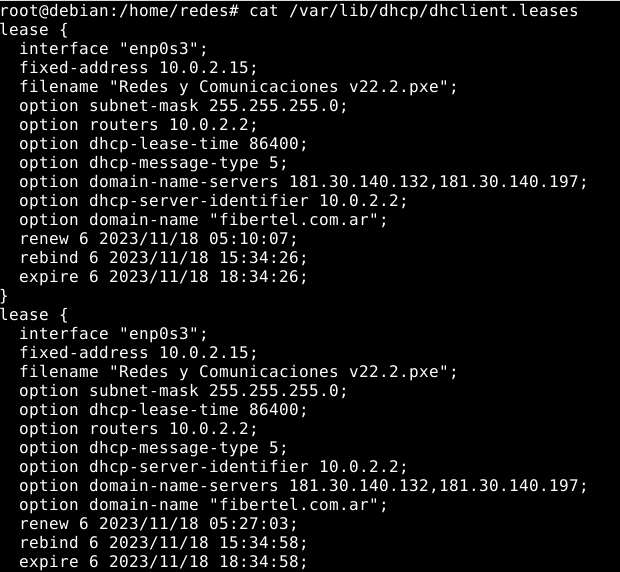 root@debian:/home/redes# cat /var/lib/dhcp/dhclient.leases
lease {
  interface "enp0s3";
  fixed-address 10.0.2.15;
  filename "Redes y Comunicaciones v22.2.pxe";
  option subnet-mask 255.255.255.0;
  option routers 10.0.2.2;
  option dhcp-lease-time 86400;
  option dhcp-message-type 5;
  option domain-name-servers 181.30.140.132,181.30.140.197;
  option dhcp-server-identifier 10.0.2.2;
  option domain-name "fibertel.com.ar";
  renew 6 2023/11/18 05:10:07;
  rebind 6 2023/11/18 15:34:26;
  expire 6 2023/11/18 18:34:26;
}
lease {
  interface "enp0s3";
  fixed-address 10.0.2.15;
  filename "Redes y Comunicaciones v22.2.pxe";
  option subnet-mask 255.255.255.0;
  option dhcp-lease-time 86400;
  option routers 10.0.2.2;
  option dhcp-message-type 5;
  option dhcp-server-identifier 10.0.2.2;
  option domain-name-servers 181.30.140.132,181.30.140.197;
  option domain-name "fibertel.com.ar";
  renew 6 2023/11/18 05:27:03;
  rebind 6 2023/11/18 15:34:58;
  expire 6 2023/11/18 18:34:58;